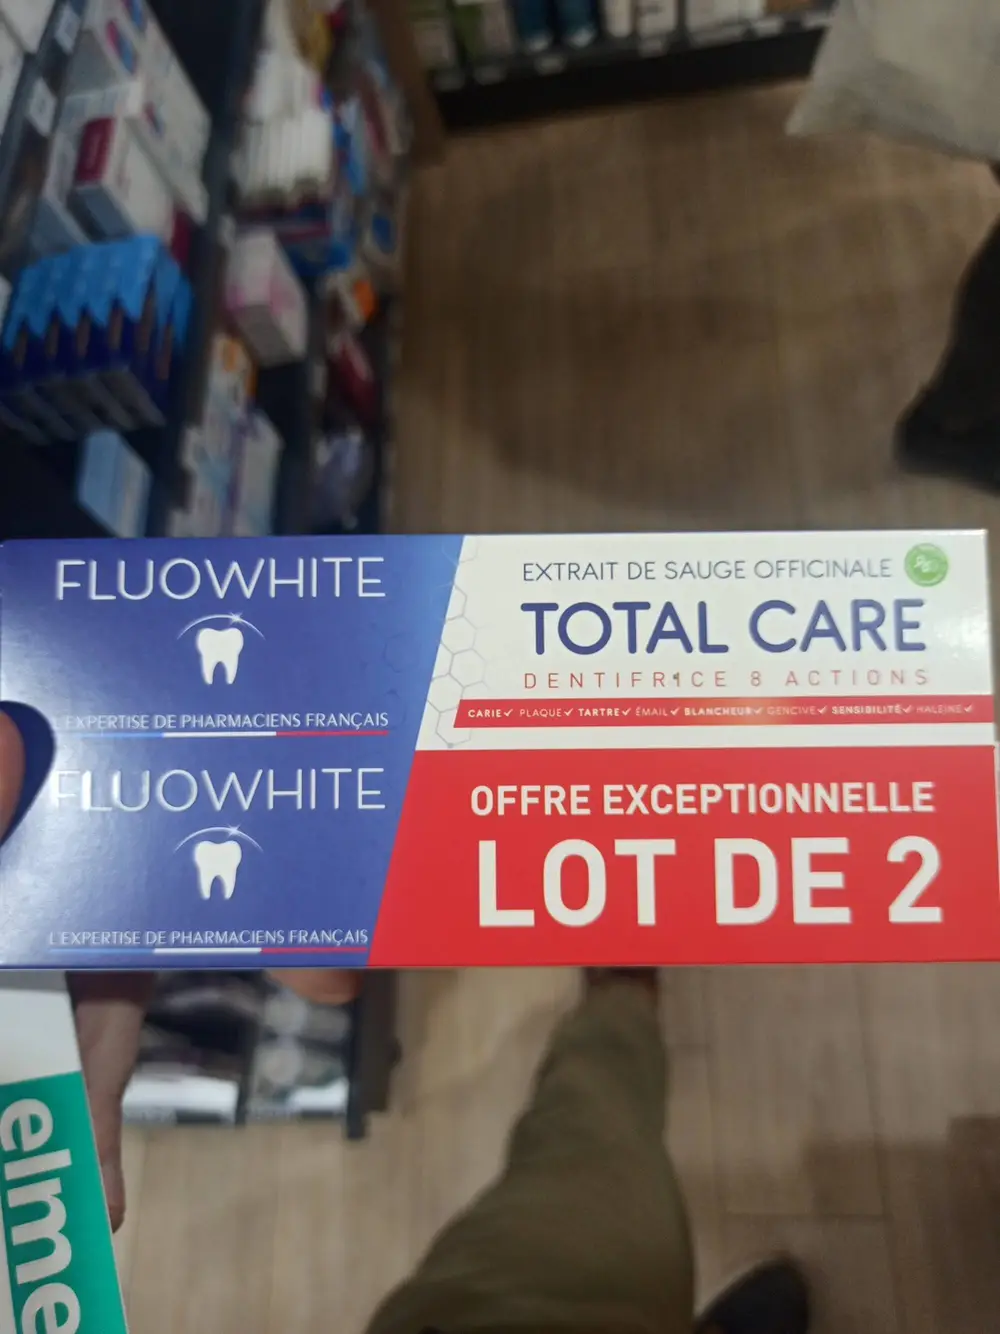 FLUOWHITE
L'EXPERTISE DE PHARMACIENS FRANÇAIS
EXTRAIT DE SAUGE OFFICINALE
TOTAL CARE
DENTIFRICE 8 ACTIONS
CARIE✓ PLAQUE✓ TARTRE✓ ÉMAIL✓ BLANCHEUR✓ GENCIVE✓ SENSIBILITÉ✓ HALEINE✓
FLUOWHITE
L'EXPERTISE DE PHARMACIENS FRANÇAIS
OFFRE EXCEPTIONNELLE
LOT DE 2
elme